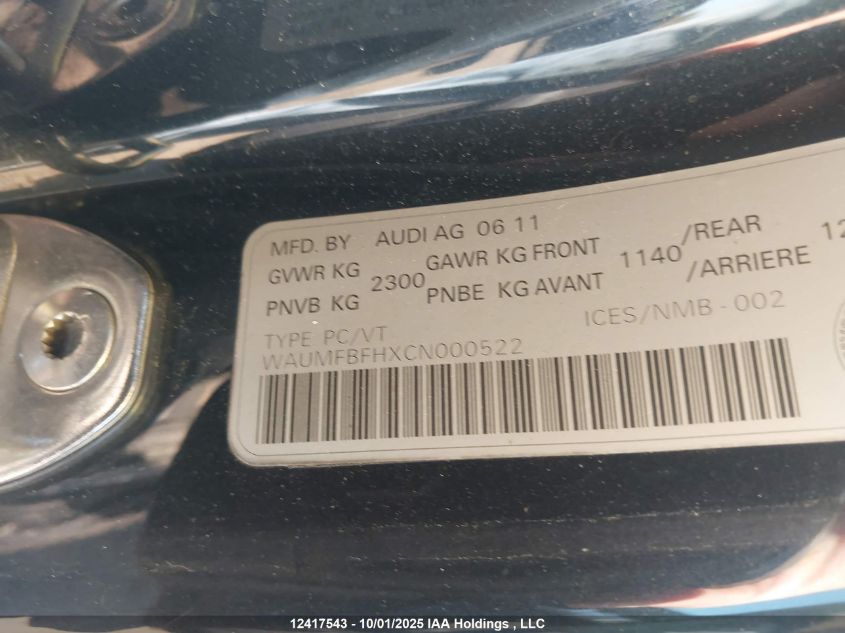 MFD. BY AUDI AG 06 11
GVWR KG 2300 GAWR KG FRONT 1140 /REAR
PNVB KG PNBE KG AVANT /ARRIERE
TYPE PC/VT ICES/NMB - 002
WAUMFBFHXCN000522
12417543 - 10/01/2025 IAA Holdings , LLC